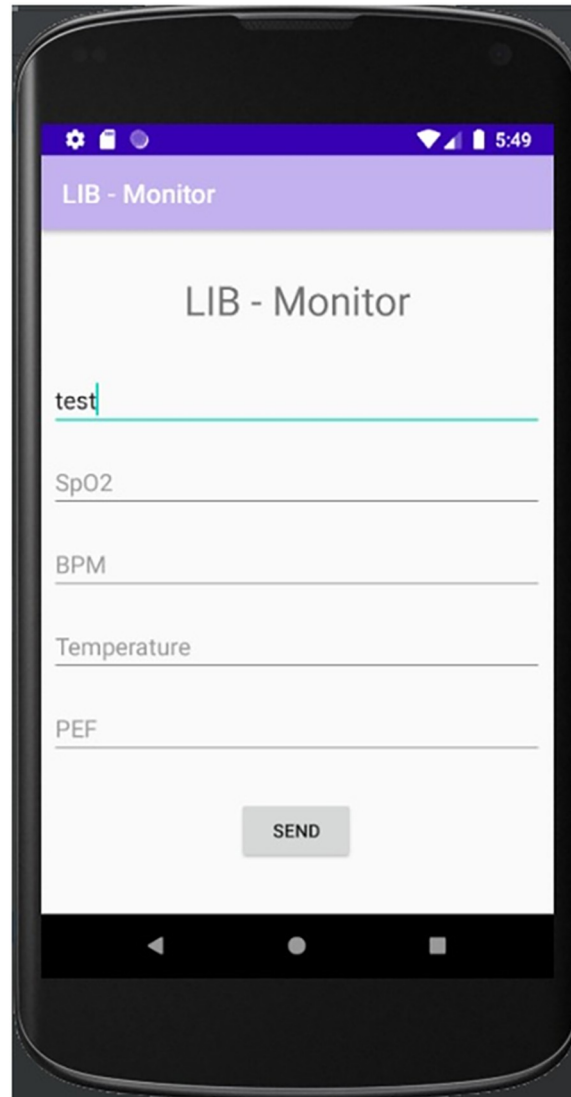 5:49
LIB - Monitor
LIB - Monitor
test
SpO2
BPM
Temperature
PEF
SEND